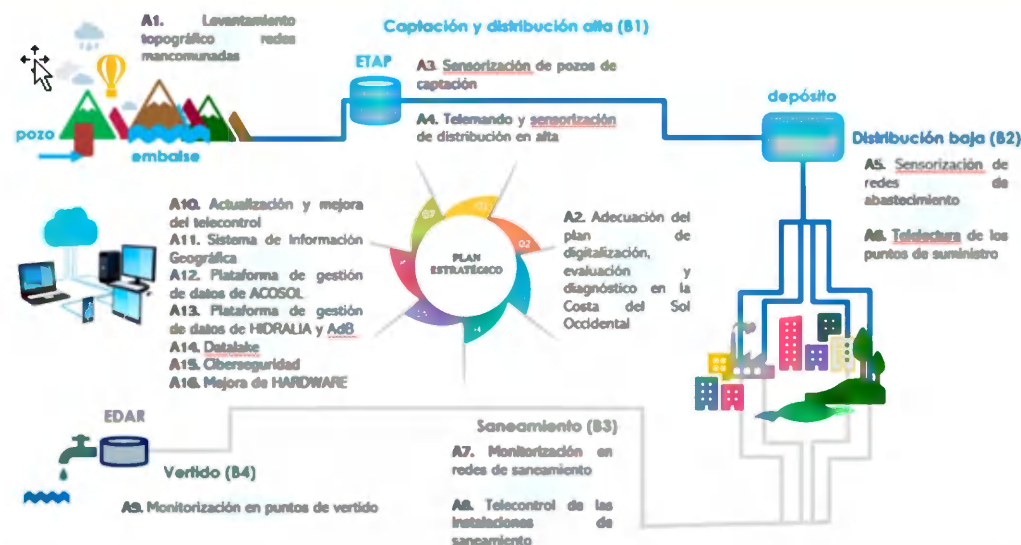 A1. Levantamiento
topográfico redes
mancomunadas
Captación y distribución alta (B1)
ETAP
A3. Sensorización de pozos de
captación
A4. Telemando y sensorización
de distribución en alta
depósito
pozo
embalse
Distribución baja (B2)
A5. Sensorización de
redes de
abastecimiento
A6. Telelectura de los
puntos de suministro
A10. Actualización y mejora
del telecontrol
A11. Sistema de Información
Geográfica
A12. Plataforma de gestión
de datos de ACOSOL
A13. Plataforma de gestión
de datos de HIDRALIA y AdB
A14. Datalake
A15. Ciberseguridad
A16. Mejora de HARDWARE
PLAN
ESTRATÉGICO
02
A2. Adecuación del
plan de
digitalización,
evaluación y
diagnóstico en la
Costa del Sol
Occidental
EDAR
Vertido (B4)
A9. Monitorización en puntos de vertido
Saneamiento (B3)
A7. Monitorización en
redes de saneamiento
A8. Telecontrol de las
instalaciones de
saneamiento